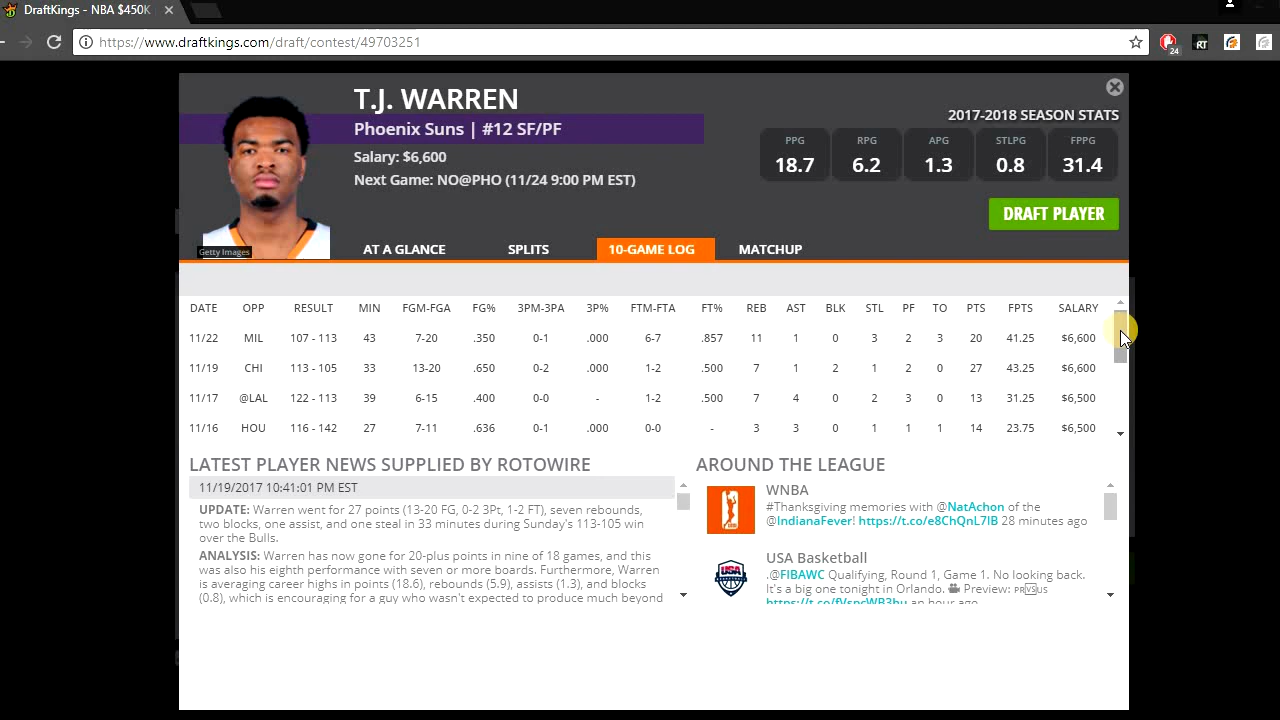 DraftKings - NBA $450K
https://www.draftkings.com/draft/contest/49703251
24
RT
T.J. WARREN
Phoenix Suns | #12 SF/PF
Salary: $6,600
Next Game: NO@PHO (11/24 9:00 PM EST)
Getty Images
2017-2018 SEASON STATS
PPG RPG APG STLPG FPPG
18.7 6.2 1.3 0.8 31.4
DRAFT PLAYER
AT A GLANCE SPLITS 10-GAME LOG MATCHUP
DATE OPP RESULT MIN FGM-FGA FG% 3PM-3PA 3P% FTM-FTA FT% REB AST BLK STL PF TO PTS FPTS SALARY
11/22 MIL 107 - 113 43 7-20 .350 0-1 .000 6-7 .857 11 1 0 3 2 3 20 41.25 $6,600
11/19 CHI 113 - 105 33 13-20 .650 0-2 .000 1-2 .500 7 1 2 1 2 0 27 43.25 $6,600
11/17 @LAL 122 - 113 39 6-15 .400 0-0 - 1-2 .500 7 4 0 2 3 0 13 31.25 $6,500
11/16 HOU 116 - 142 27 7-11 .636 0-1 .000 0-0 - 3 3 0 1 1 1 14 23.75 $6,500
LATEST PLAYER NEWS SUPPLIED BY ROTOWIRE
11/19/2017 10:41:01 PM EST
UPDATE: Warren went for 27 points (13-20 FG, 0-2 3Pt, 1-2 FT), seven rebounds,
two blocks, one assist, and one steal in 33 minutes during Sunday's 113-105 win
over the Bulls.
ANALYSIS: Warren has now gone for 20-plus points in nine of 18 games, and this
was also his eighth performance with seven or more boards. Furthermore, Warren
is averaging career highs in points (18.6), rebounds (5.9), assists (1.3), and blocks
(0.8), which is encouraging for a guy who wasn't expected to produce much beyond
AROUND THE LEAGUE
WNBA
#Thanksgiving memories with @NatAchon of the
@IndianaFever! https://t.co/e8ChQnL7IB 28 minutes ago
USA
USA Basketball
.@FIBAWC Qualifying, Round 1, Game 1. No looking back.
It's a big one tonight in Orlando. Preview:
an hour ago